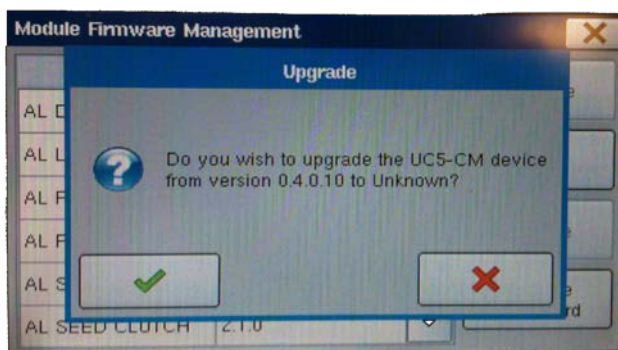 Module Firmware Management
Upgrade
AL D
AL L
Do you wish to upgrade the UC5-CM device
from version 0.4.0.10 to Unknown?
AL F
AL F
AL S
AL SEED CLUTCH 2.1.0
rd